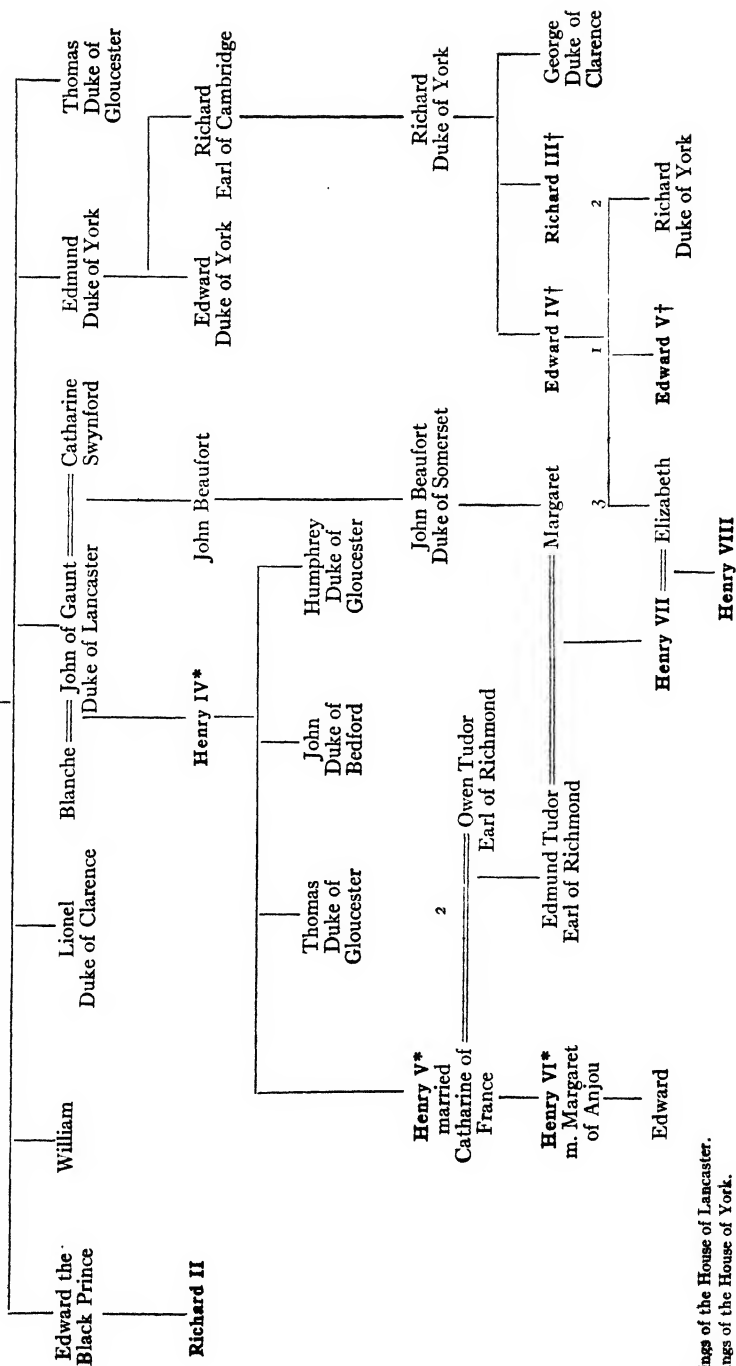 Edward the
Black Prince
William
Lionel
Duke of Clarence
Blanche
John of Gaunt
Duke of Lancaster
Catharine
Swynford
Edmund
Duke of York
Thomas
Duke of
Gloucester
Richard II
Henry IV*
John Beaufort
Edward
Duke of York
Richard
Earl of Cambridge
Thomas
Duke of
Gloucester
John
Duke of
Bedford
Humphrey
Duke of
Gloucester
John Beaufort
Duke of Somerset
Richard
Duke of York
Henry V*
married
Catharine of
France
2
Owen Tudor
Earl of Richmond
Edward IV†
Richard III†
George
Duke of
Clarence
Henry VI*
m. Margaret
of Anjou
Edmund Tudor
Earl of Richmond
Margaret
3
1
2
Edward
Henry VII
Elizabeth
Edward V†
Richard
Duke of York
Henry VIII
ngs of the House of Lancaster.
ngs of the House of York.